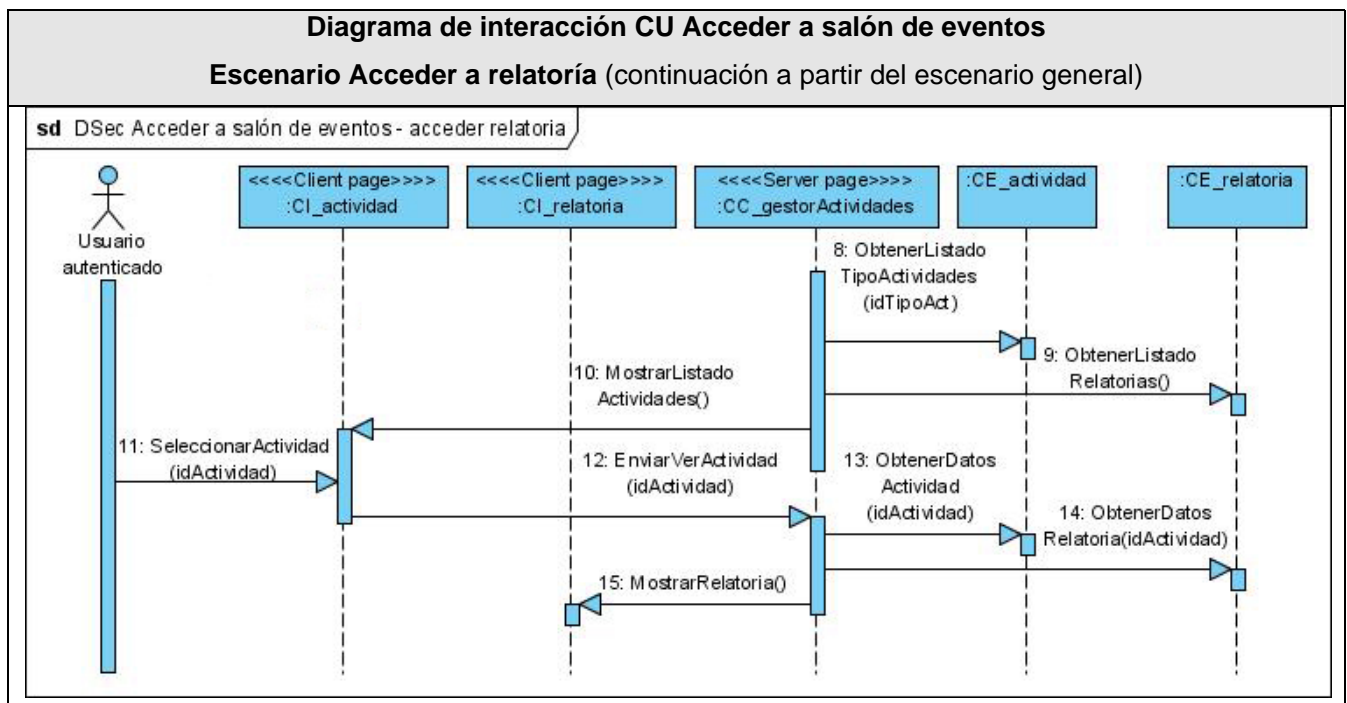 Diagrama de interacción CU Acceder a salón de eventos
Escenario Acceder a relatoría (continuación a partir del escenario general)
sd DSec Acceder a salón de eventos - acceder relatoria
Usuario
autenticado
<<<<Client page>>>>
:CI_actividad
<<<<Client page>>>>
:CI_relatoria
<<<<Server page>>>>
:CC_gestorActividades
:CE_actividad
:CE_relatoria
8: ObtenerListado
TipoActividades
(idTipoAct)
9: ObtenerListado
Relatorias()
10: MostrarListado
Actividades()
11: SeleccionarActividad
(idActividad)
12: EnviarVerActividad
(idActividad)
13: ObtenerDatos
Actividad
(idActividad)
14: ObtenerDatos
Relatoria(idActividad)
15: MostrarRelatoria()